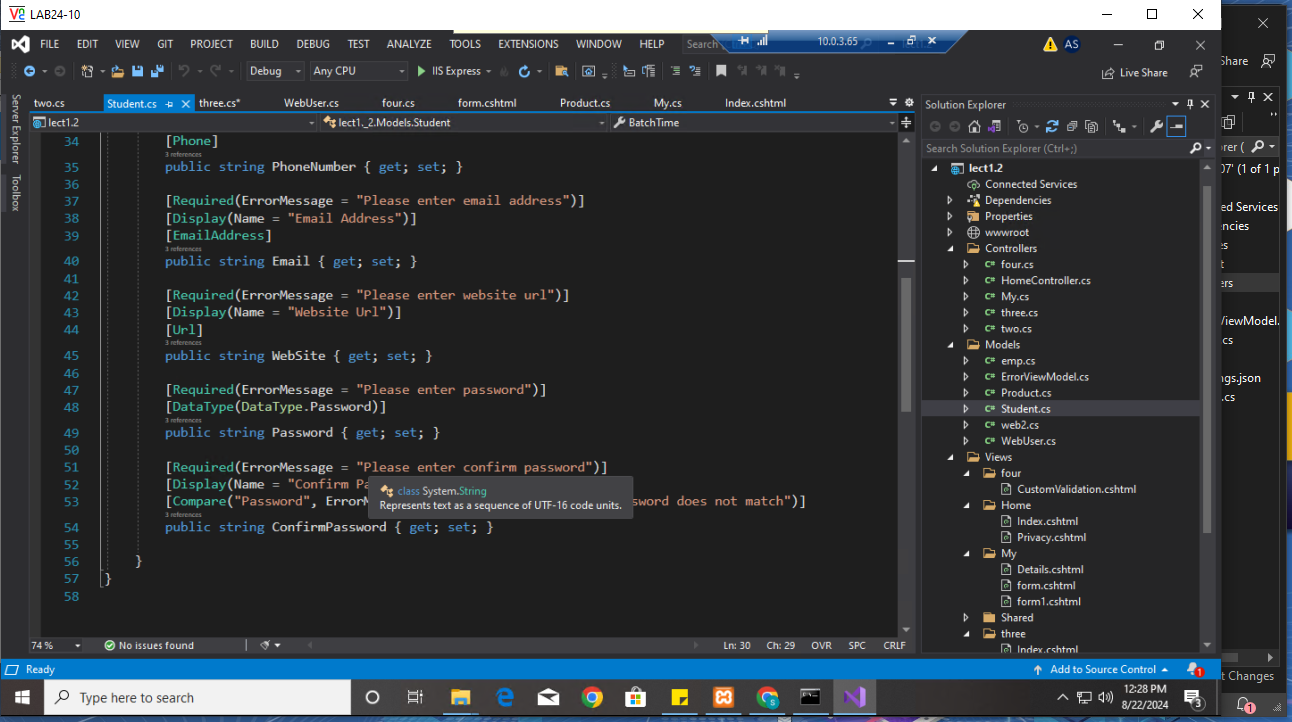 LAB24-10
FILE EDIT VIEW GIT PROJECT BUILD DEBUG TEST ANALYZE TOOLS EXTENSIONS WINDOW HELP Search 10.0.3.65 AS
Debug Any CPU IIS Express Live Share
Share
two.cs Student.cs three.cs* WebUser.cs four.cs form.cshtml Product.cs My.cs Index.cshtml
lect1.2 lect1._2.Models.Student BatchTime
Server Explorer
Toolbox
34 [Phone]
3 references
35 public string PhoneNumber { get; set; }
36
37 [Required(ErrorMessage = "Please enter email address")]
38 [Display(Name = "Email Address")]
39 [EmailAddress]
3 references
40 public string Email { get; set; }
41
42 [Required(ErrorMessage = "Please enter website url")]
43 [Display(Name = "Website Url")]
44 [Url]
3 references
45 public string WebSite { get; set; }
46
47 [Required(ErrorMessage = "Please enter password")]
48 [DataType(DataType.Password)]
3 references
49 public string Password { get; set; }
50
51 [Required(ErrorMessage = "Please enter confirm password")]
52 [Display(Name = "Confirm Pa
class System.String
Represents text as a sequence of UTF-16 code units.
53 [Compare("Password", ErrorM sword does not match")]
3 references
54 public string ConfirmPassword { get; set; }
55
56 }
57 }
58
74 % No issues found Ln: 30 Ch: 29 OVR SPC CRLF
Solution Explorer
Search Solution Explorer (Ctrl+;)
lect1.2
Connected Services
Dependencies
Properties
wwwroot
Controllers
C# four.cs
C# HomeController.cs
C# My.cs
C# three.cs
C# two.cs
Models
C# emp.cs
C# ErrorViewModel.cs
C# Product.cs
C# Student.cs
C# web2.cs
C# WebUser.cs
Views
four
CustomValidation.cshtml
Home
Index.cshtml
Privacy.cshtml
My
Details.cshtml
form.cshtml
form1.cshtml
Shared
three
Index.cshtml
rer (
07' (1 of 1 p
ed Services
ncies
es
t
ers
ViewModel.
.cs
ngs.json
.cs
t Changes
1
Ready Add to Source Control 1
Type here to search
12:28 PM
8/22/2024
3